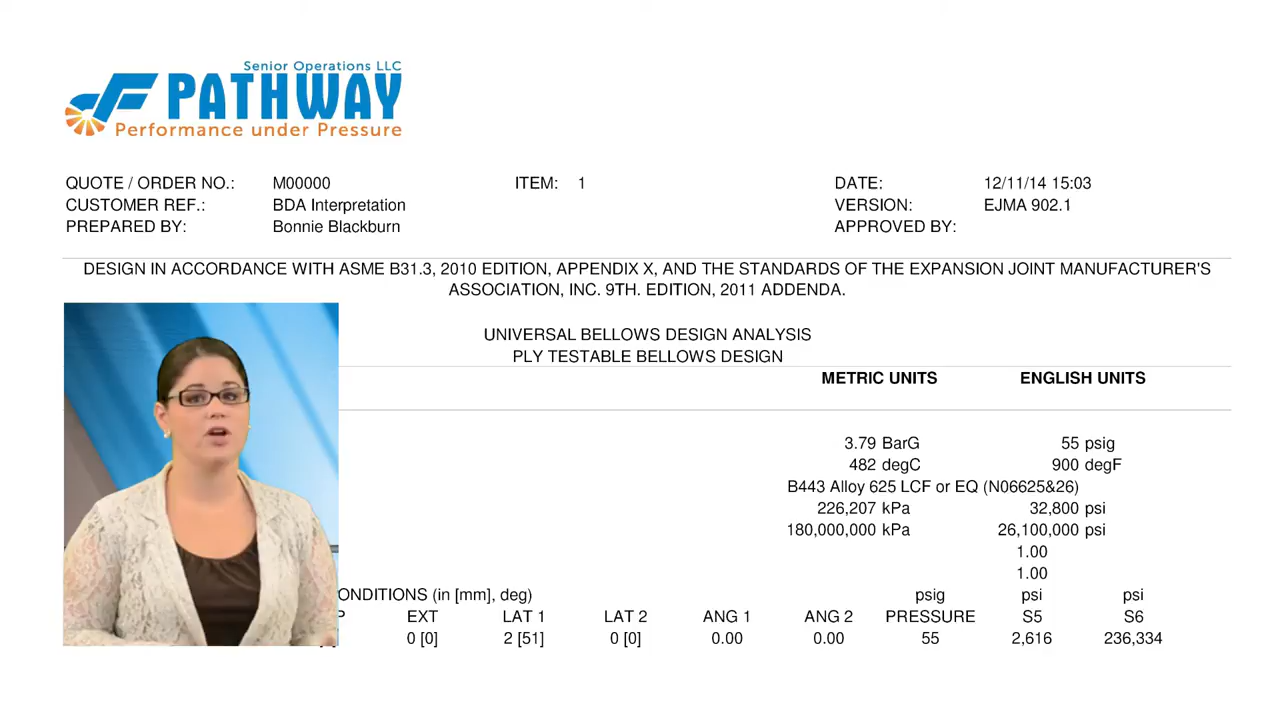 Senior Operations LLC
PATHWAY
Performance under Pressure
QUOTE / ORDER NO.: M00000 ITEM: 1 DATE: 12/11/14 15:03
CUSTOMER REF.: BDA Interpretation VERSION: EJMA 902.1
PREPARED BY: Bonnie Blackburn APPROVED BY:
DESIGN IN ACCORDANCE WITH ASME B31.3, 2010 EDITION, APPENDIX X, AND THE STANDARDS OF THE EXPANSION JOINT MANUFACTURER'S
ASSOCIATION, INC. 9TH. EDITION, 2011 ADDENDA.
UNIVERSAL BELLOWS DESIGN ANALYSIS
PLY TESTABLE BELLOWS DESIGN
METRIC UNITS ENGLISH UNITS
3.79 BarG 55 psig
482 degC 900 degF
B443 Alloy 625 LCF or EQ (N06625&26)
226,207 kPa 32,800 psi
180,000,000 kPa 26,100,000 psi
1.00
1.00
ONDITIONS (in [mm], deg) psig psi psi
EXT LAT 1 LAT 2 ANG 1 ANG 2 PRESSURE S5 S6
0 [0] 2 [51] 0 [0] 0.00 0.00 55 2,616 236,334